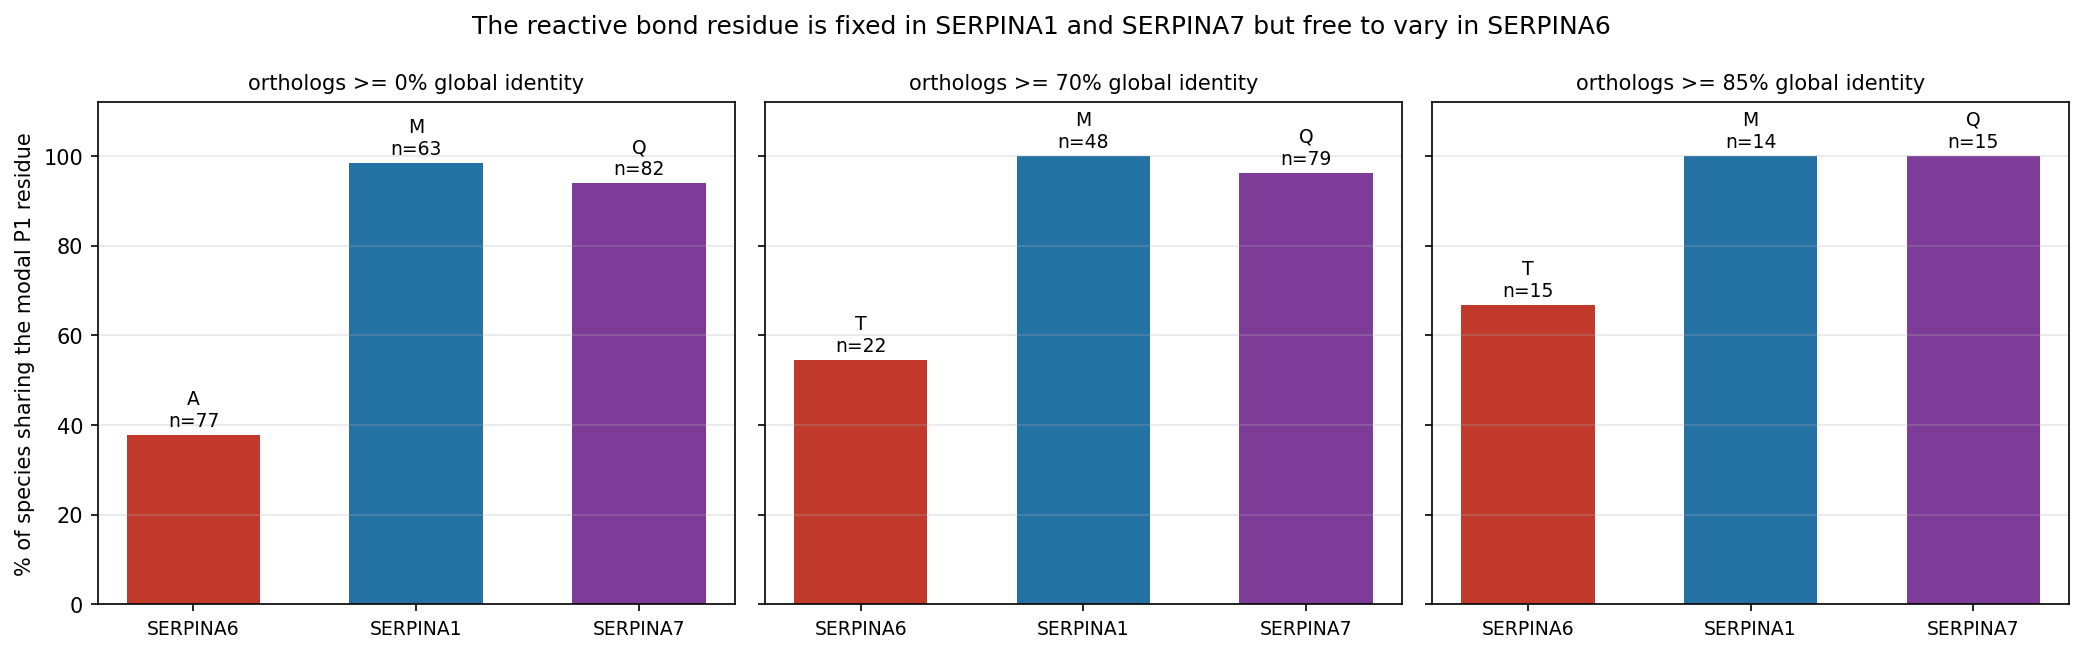 The reactive bond residue is fixed in SERPINA1 and SERPINA7 but free to vary in SERPINA6
% of species sharing the modal P1 residue
orthologs >= 0% global identity
100
80
60
40
20
0
A
n=77
M
n=63
Q
n=82
SERPINA6
SERPINA1
SERPINA7
orthologs >= 70% global identity
T
n=22
M
n=48
Q
n=79
SERPINA6
SERPINA1
SERPINA7
orthologs >= 85% global identity
T
n=15
M
n=14
Q
n=15
SERPINA6
SERPINA1
SERPINA7